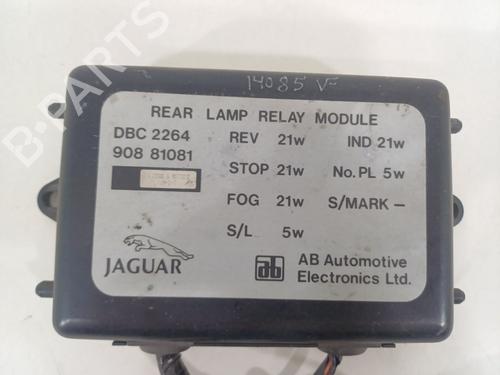 14085 V-
REAR LAMP RELAY MODULE
DBC 2264 REV 21w IND 21w
908 81081 STOP 21w No. PL 5w
FOG 21w S/MARK —
S/L 5w
JAGUAR
ab AB Automotive
Electronics Ltd.
B-PARTS